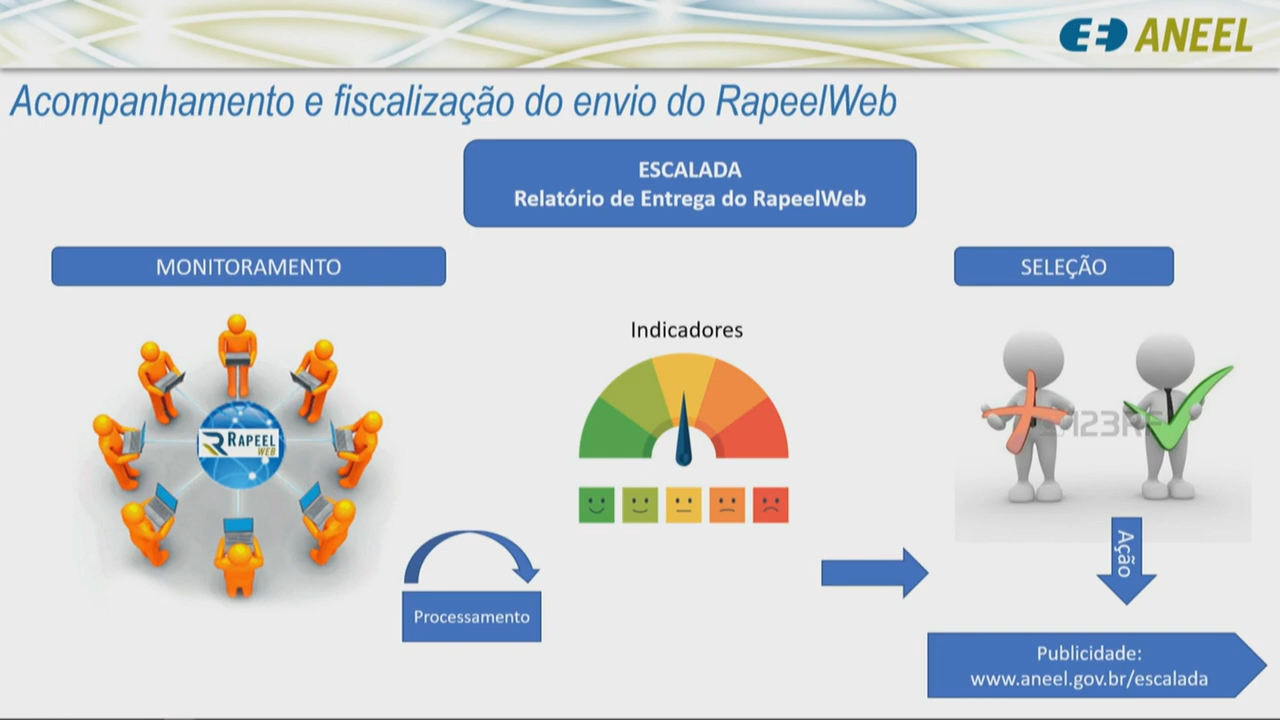 ANEEL
Acompanhamento e fiscalização do envio do RapeelWeb
ESCALADA
Relatório de Entrega do RapeelWeb
MONITORAMENTO
SELEÇÃO
Indicadores
RAPEEL
WEB
123RF
Ação
Processamento
Publicidade:
www.aneel.gov.br/escalada